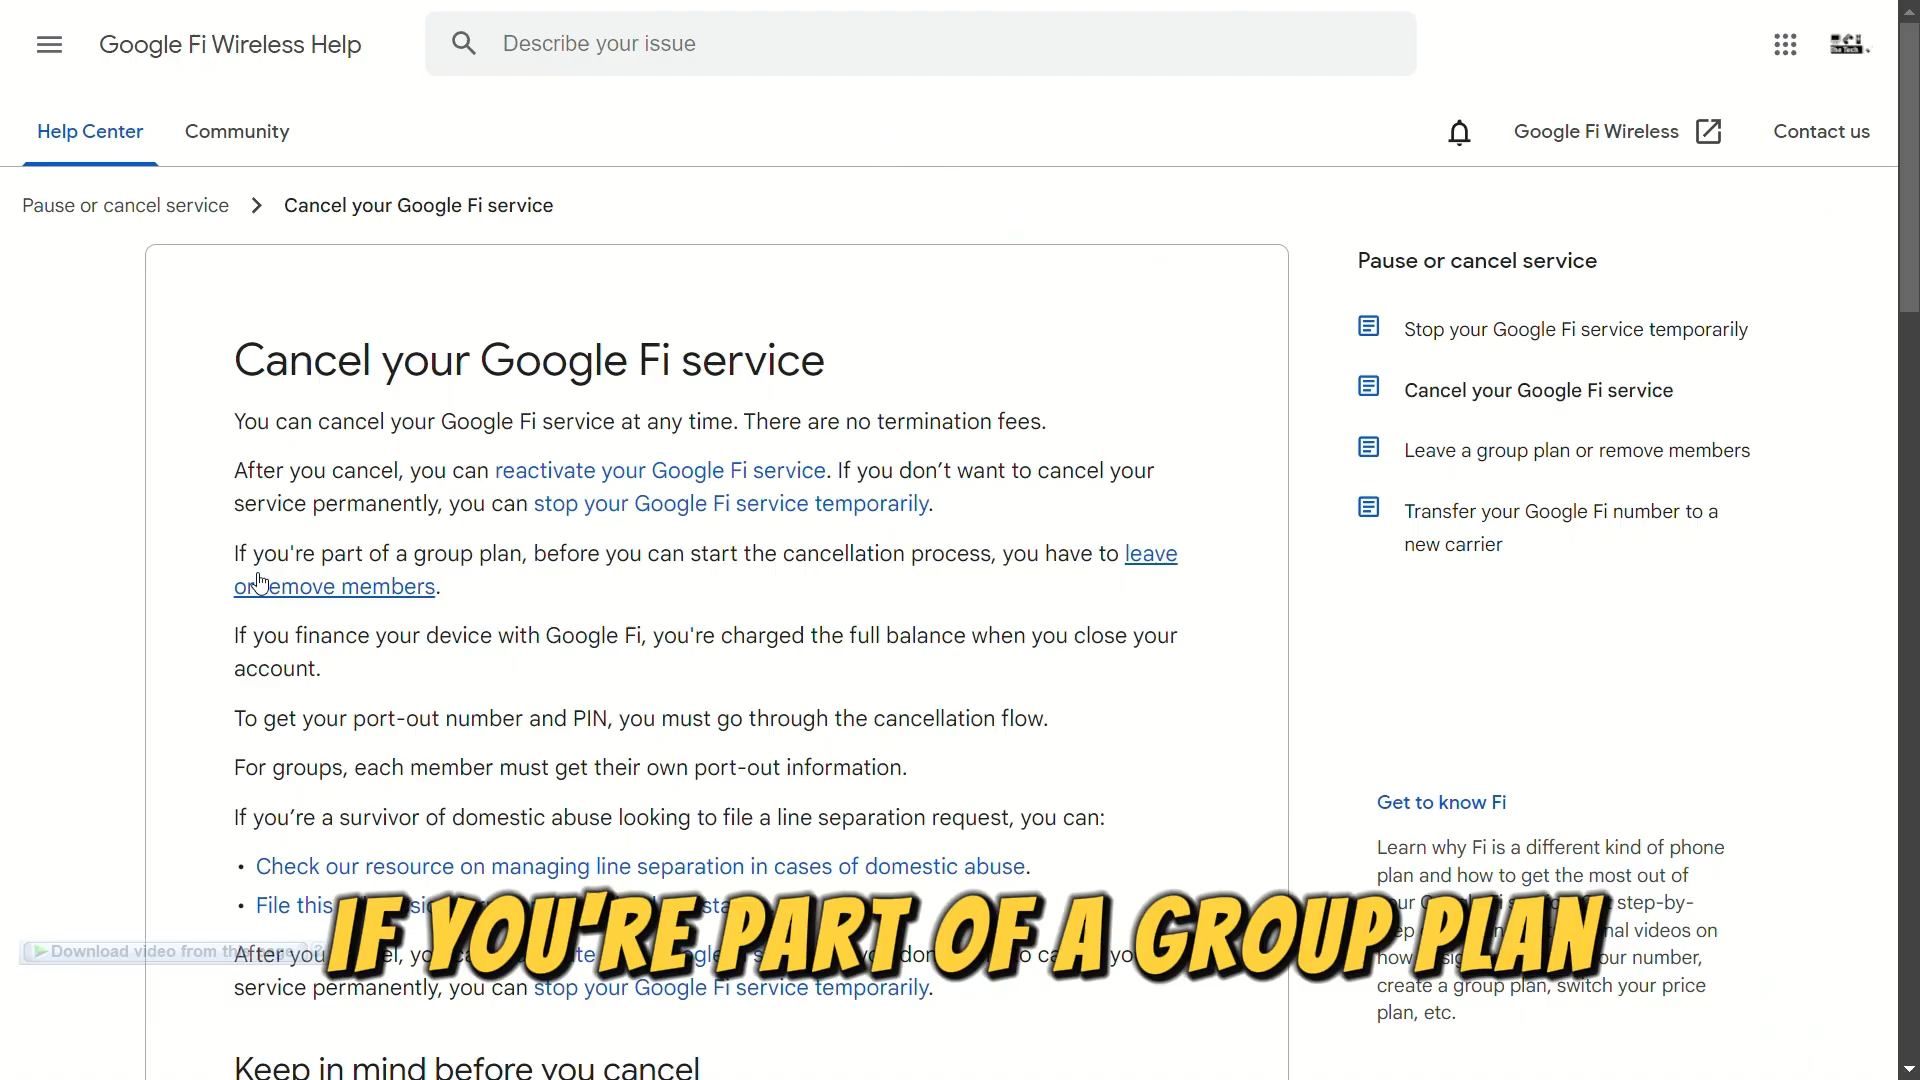 Google Fi Wireless Help
Describe your issue
Help Center
Community
Google Fi Wireless
Contact us
Pause or cancel service
Cancel your Google Fi service
Cancel your Google Fi service
You can cancel your Google Fi service at any time. There are no termination fees.
After you cancel, you can reactivate your Google Fi service. If you don’t want to cancel your
service permanently, you can stop your Google Fi service temporarily.
If you're part of a group plan, before you can start the cancellation process, you have to leave
or remove members.
If you finance your device with Google Fi, you're charged the full balance when you close your
account.
To get your port-out number and PIN, you must go through the cancellation flow.
For groups, each member must get their own port-out information.
If you’re a survivor of domestic abuse looking to file a line separation request, you can:
• Check our resource on managing line separation in cases of domestic abuse.
• File this
After you
service permanently, you can stop your Google Fi service temporarily.
Keep in mind before you cancel
Pause or cancel service
Stop your Google Fi service temporarily
Cancel your Google Fi service
Leave a group plan or remove members
Transfer your Google Fi number to a
new carrier
Get to know Fi
Learn why Fi is a different kind of phone
plan and how to get the most out of
step-by-
videos on
how your number,
create a group plan, switch your price
plan, etc.
Download video from
IF YOU'RE PART OF A GROUP PLAN